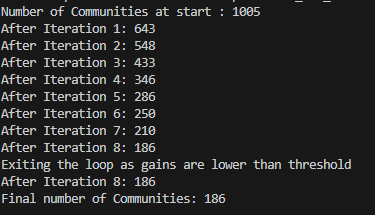 Number of Communities at start : 1005
After Iteration 1: 643
After Iteration 2: 548
After Iteration 3: 433
After Iteration 4: 346
After Iteration 5: 286
After Iteration 6: 250
After Iteration 7: 210
After Iteration 8: 186
Exiting the loop as gains are lower than threshold
After Iteration 8: 186
Final number of Communities: 186